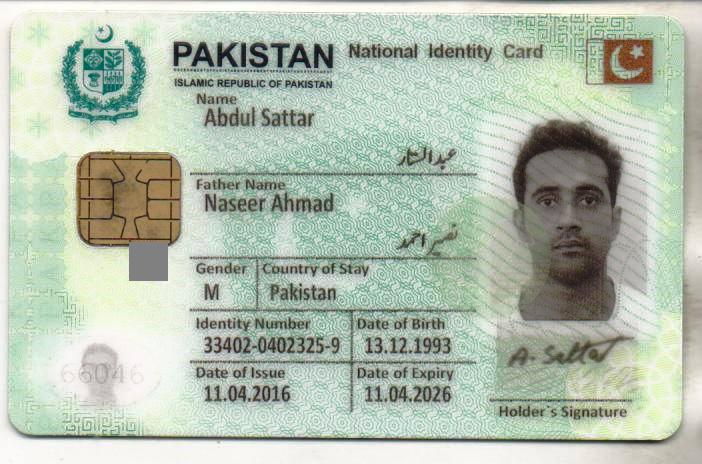 PAKISTAN National Identity Card
ISLAMIC REPUBLIC OF PAKISTAN
Name
Abdul Sattar
عبدالستار
Father Name
Naseer Ahmad
نصیر احمد
Gender Country of Stay
M Pakistan
Identity Number Date of Birth
33402-0402325-9 13.12.1993
Date of Issue Date of Expiry
11.04.2016 11.04.2026
66046
A. Sattar
Holder`s Signature